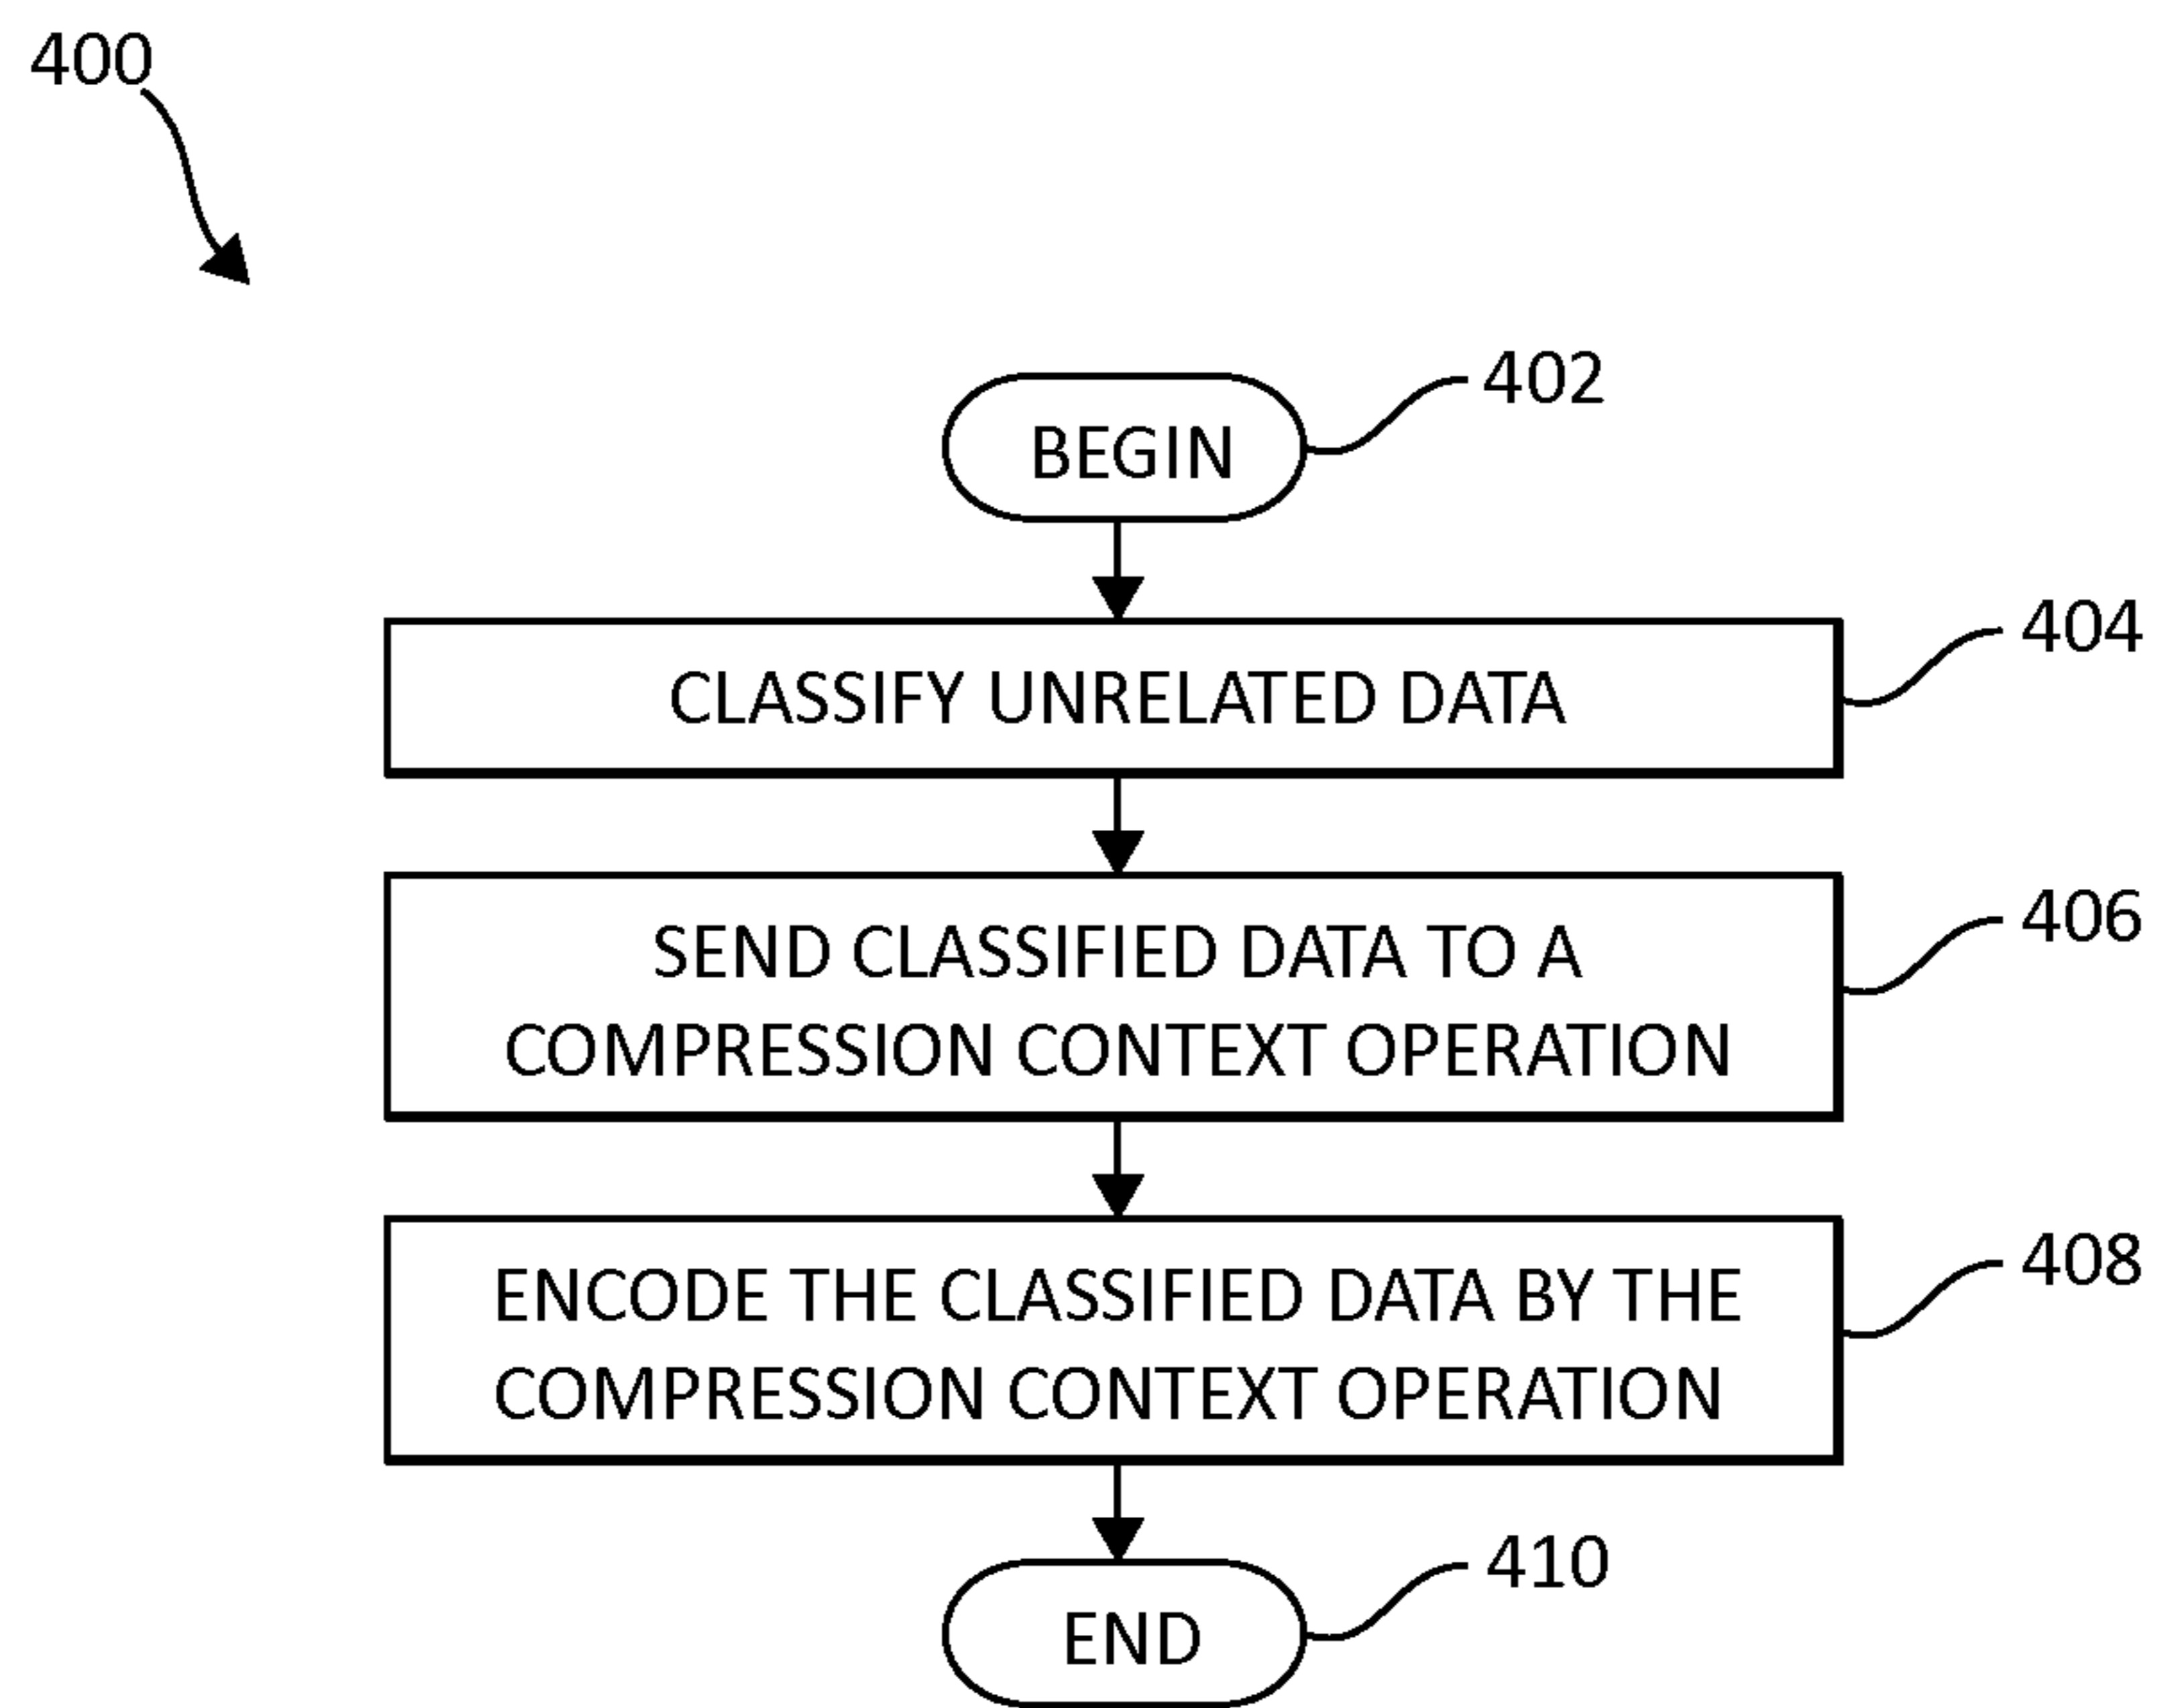 400
BEGIN
402
CLASSIFY UNRELATED DATA
404
SEND CLASSIFIED DATA TO A
COMPRESSION CONTEXT OPERATION
406
ENCODE THE CLASSIFIED DATA BY THE
COMPRESSION CONTEXT OPERATION
408
END
410